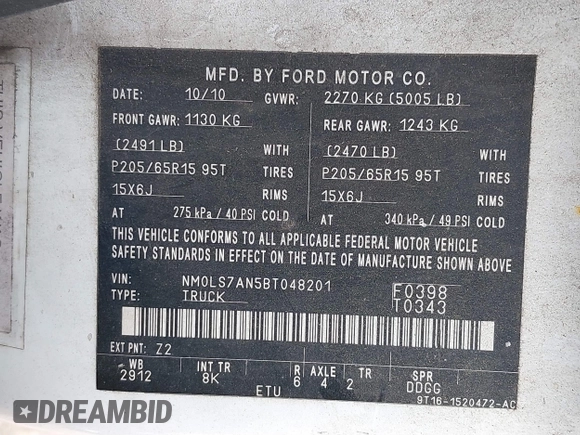 MFD. BY FORD MOTOR CO.
DATE: 10/10 GVWR: 2270 KG (5005 LB)
FRONT GAWR: 1130 KG REAR GAWR: 1243 KG
(2491 LB) WITH (2470 LB) WITH
P205/65R15 95T TIRES P205/65R15 95T TIRES
15X6J RIMS 15X6J RIMS
AT 275 kPa / 40 PSI COLD AT 340 kPa / 49 PSI COLD
THIS VEHICLE CONFORMS TO ALL APPLICABLE FEDERAL MOTOR VEHICLE
SAFETY STANDARDS IN EFFECT ON THE DATE OF MANUFACTURE SHOWN ABOVE.
VIN: NM0LS7AN5BT048201 F0398
TYPE: TRUCK T0343
EXT PNT: Z2
WB INT TR R AXLE TR SPR
2912 8K 6 4 2 DDGG
ETU 9T16-1520472-AC
DREAMBID